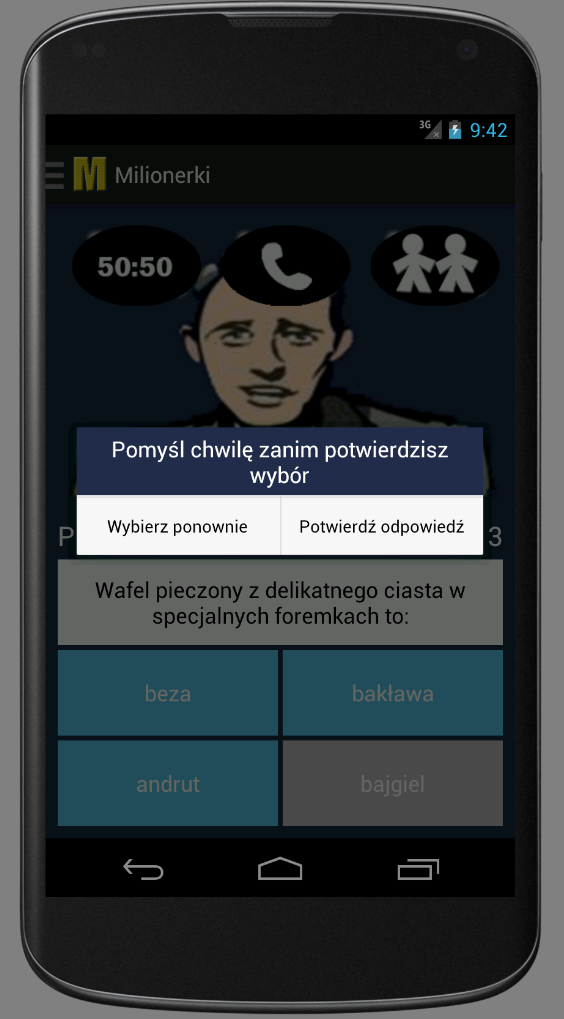 3G
9:42
M Milionerki
50:50
Pomyśl chwilę zanim potwierdzisz
wybór
Wybierz ponownie
Potwierdź odpowiedź
P
3
Wafel pieczony z delikatnego ciasta w
specjalnych foremkach to:
beza
bakława
andrut
bajgiel